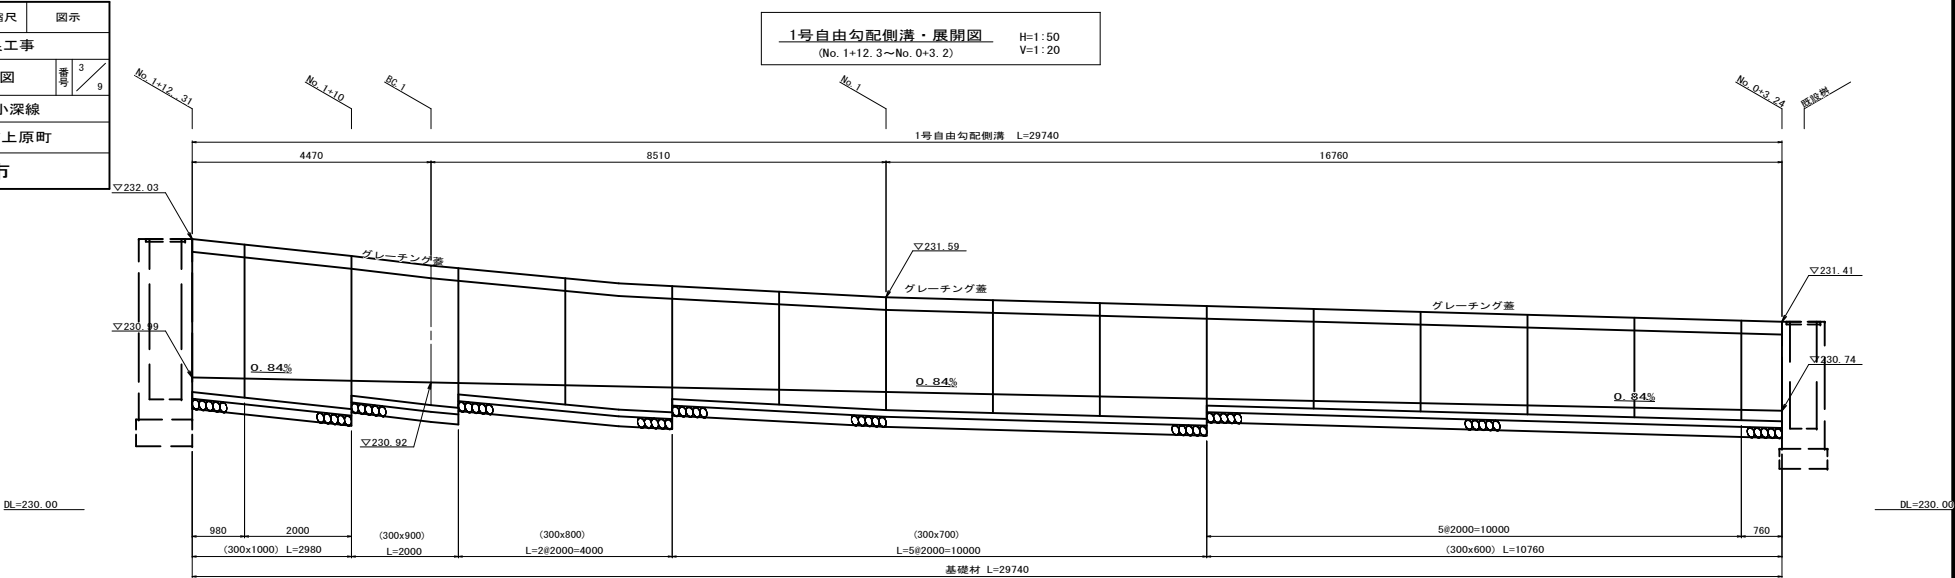 尺 図示
工事
図 番号 3/9
小深線
上原町
市
1号自由勾配側溝・展開図 H=1:50
(No.1+12.3～No.0+3.2) V=1:20
No.1+12.31
No.1+10
BC.1
No.1
No.0+3.24
既設桝
1号自由勾配側溝 L=29740
4470 8510 16760
▽232.03
グレーチング蓋
▽231.59
グレーチング蓋
▽231.41
グレーチング蓋
▽230.99
▽230.74
0.84%
0.84%
0.84%
▽230.92
DL=230.00
DL=230.00
980 2000 (300x900) (300x800) (300x700) 5@2000=10000 760
(300x1000) L=2980 L=2000 L=2@2000=4000 L=5@2000=10000 (300x600) L=10760
基礎材 L=29740